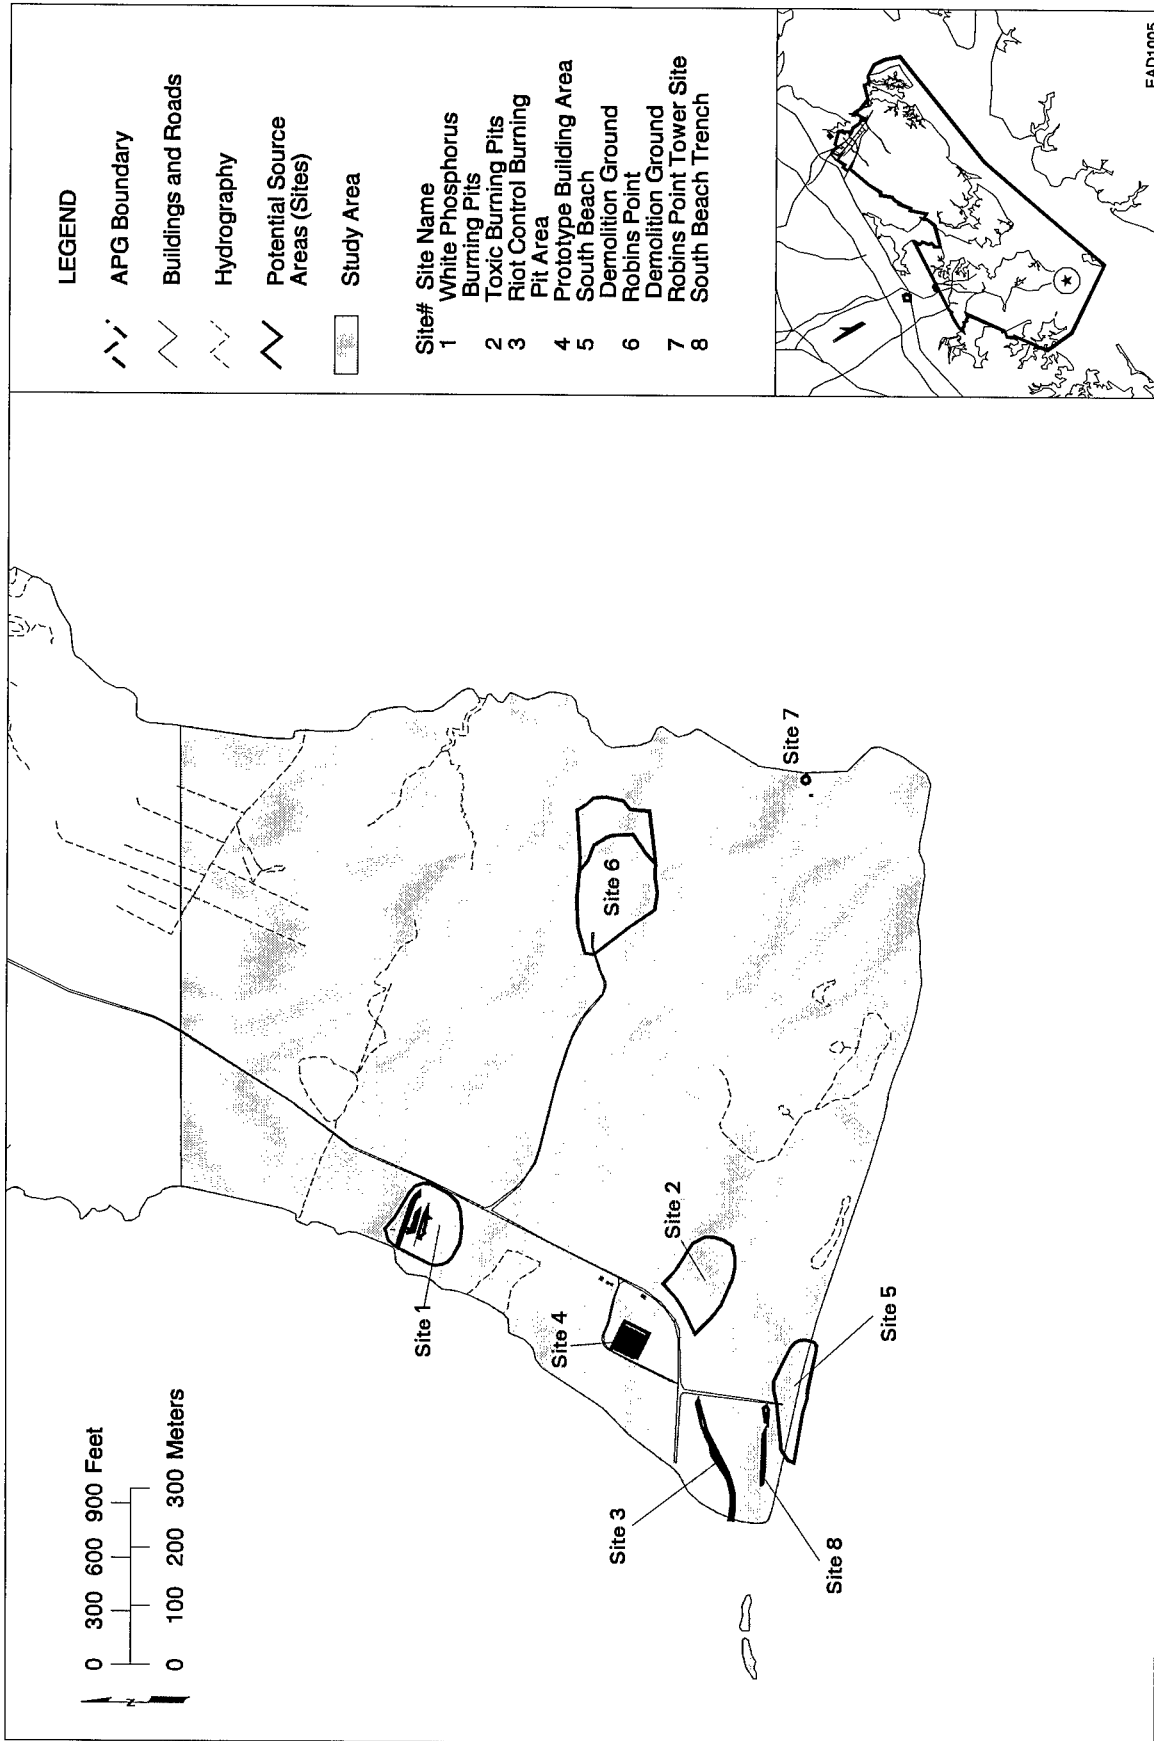 LEGEND
APG Boundary
Buildings and Roads
Hydrography
Potential Source
Areas (Sites)
Study Area
Site# Site Name
1 White Phosphorus
Burning Pits
2 Toxic Burning Pits
3 Riot Control Burning
Pit Area
4 Prototype Building Area
5 South Beach
Demolition Ground
6 Robins Point
Demolition Ground
7 Robins Point Tower Site
8 South Beach Trench
EAD1005
0 300 600 900 Feet
0 100 200 300 Meters
N
Site 1
Site 4
Site 3
Site 8
Site 2
Site 5
Site 6
Site 7